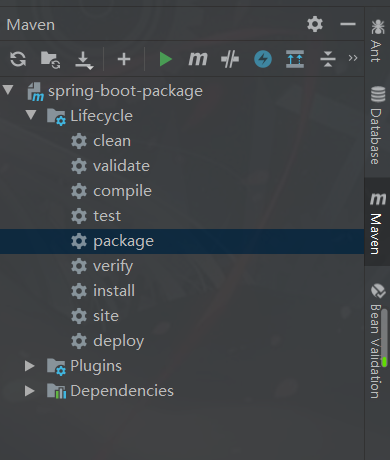 Maven
spring-boot-package
Lifecycle
clean
validate
compile
test
package
verify
install
site
deploy
Plugins
Dependencies
Ant
Database
m Maven
Bean Validation